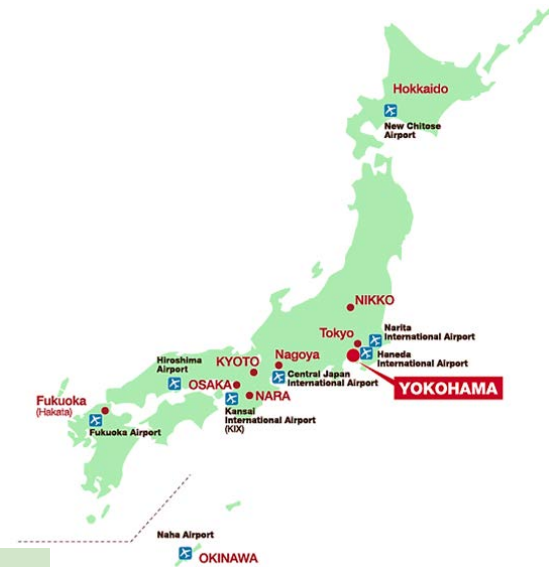 Hokkaido
New Chitose
Airport
NIKKO
Tokyo
Narita
International Airport
Haneda
International Airport
YOKOHAMA
Nagoya
Central Japan
International Airport
KYOTO
Hiroshima
Airport
OSAKA
NARA
Kansai
International Airport
(KIX)
Fukuoka
(Hakata)
Fukuoka Airport
Naha Airport
OKINAWA